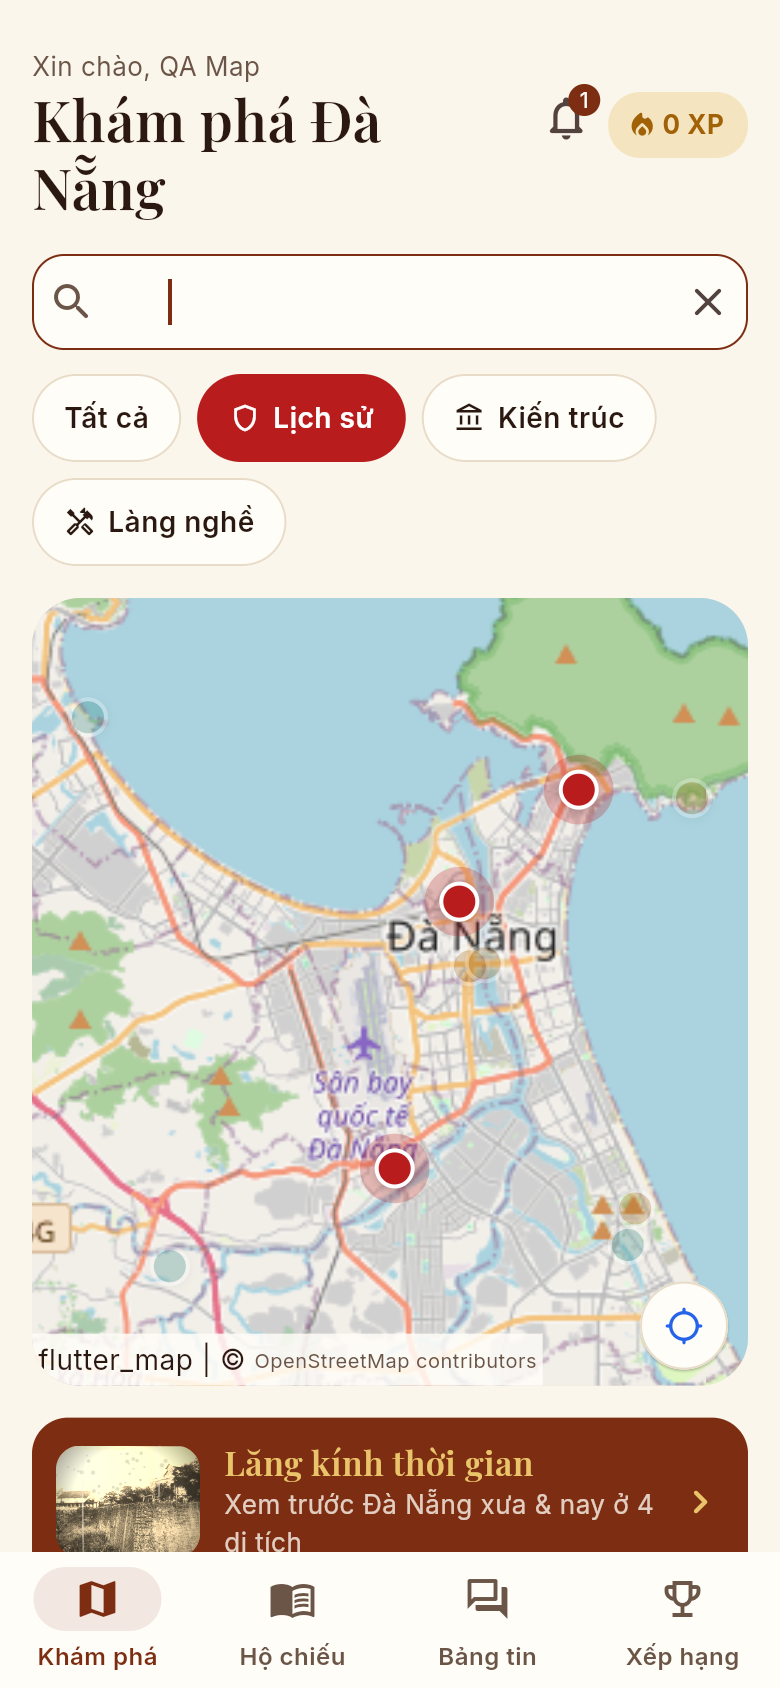 Xin chào, QA Map
Khám phá Đà
Nẵng
1
0 XP
Tất cả
Lịch sử
Kiến trúc
Làng nghề
Đà Nẵng
Sân bay
quốc tế
Đà Nẵng
G
flutter_map | © OpenStreetMap contributors
Lăng kính thời gian
Xem trước Đà Nẵng xưa & nay ở 4
di tích
Khám phá
Hộ chiếu
Bảng tin
Xếp hạng